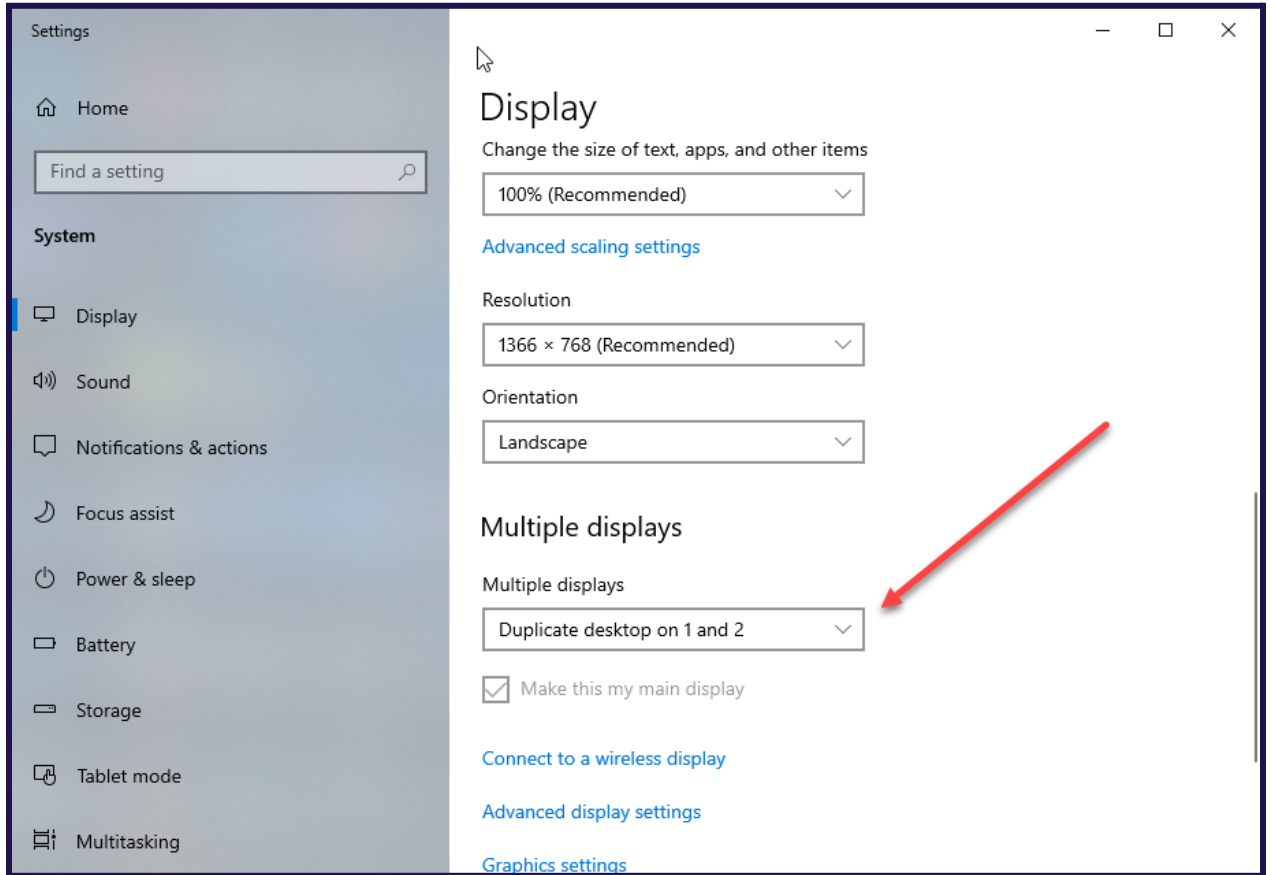 Settings
Home
Find a setting
System
Display
Sound
Notifications & actions
Focus assist
Power & sleep
Battery
Storage
Tablet mode
Multitasking
Display
Change the size of text, apps, and other items
100% (Recommended)
Advanced scaling settings
Resolution
1366 × 768 (Recommended)
Orientation
Landscape
Multiple displays
Multiple displays
Duplicate desktop on 1 and 2
Make this my main display
Connect to a wireless display
Advanced display settings
Graphics settings